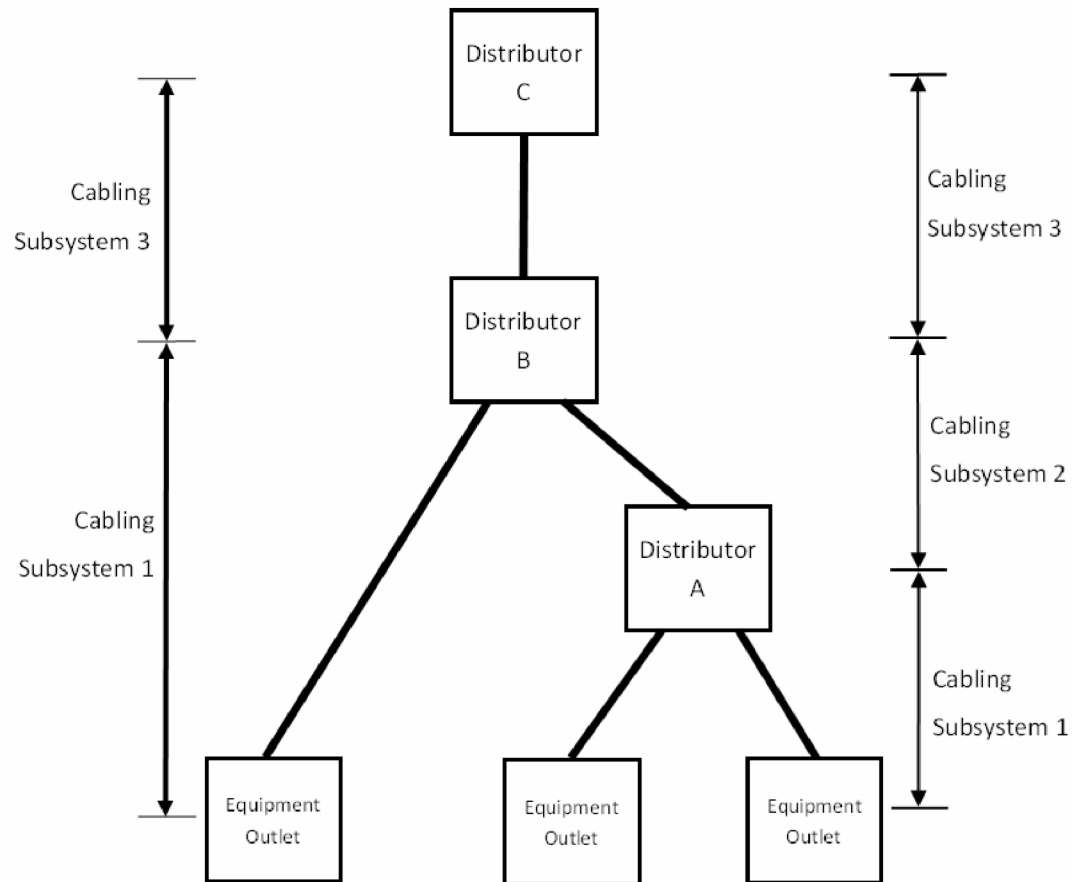 Distributor
C
Cabling
Subsystem 3
Cabling
Subsystem 3
Distributor
B
Cabling
Subsystem 2
Cabling
Subsystem 1
Distributor
A
Cabling
Subsystem 1
Equipment
Outlet
Equipment
Outlet
Equipment
Outlet